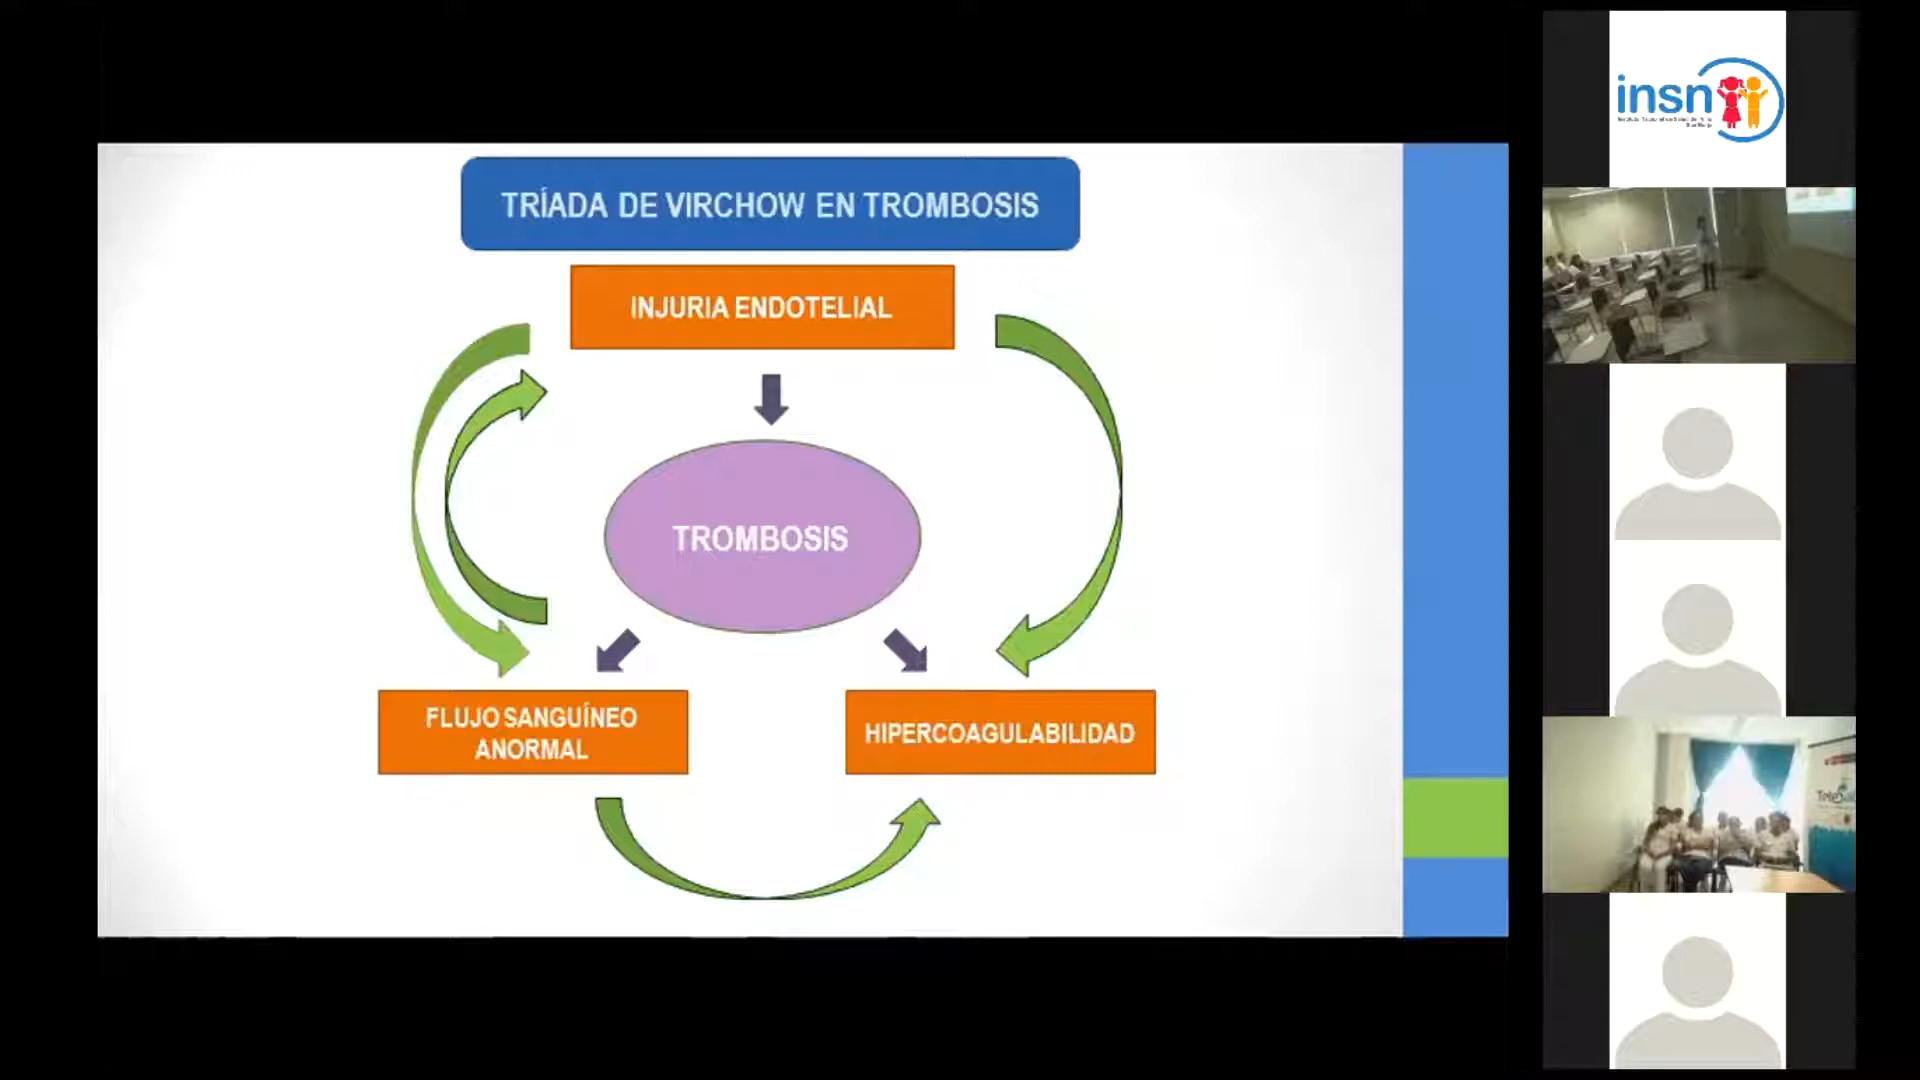 TRÍADA DE VIRCHOW EN TROMBOSIS
INJURIA ENDOTELIAL
TROMBOSIS
FLUJO SANGUÍNEO
ANORMAL
HIPERCOAGULABILIDAD
insn